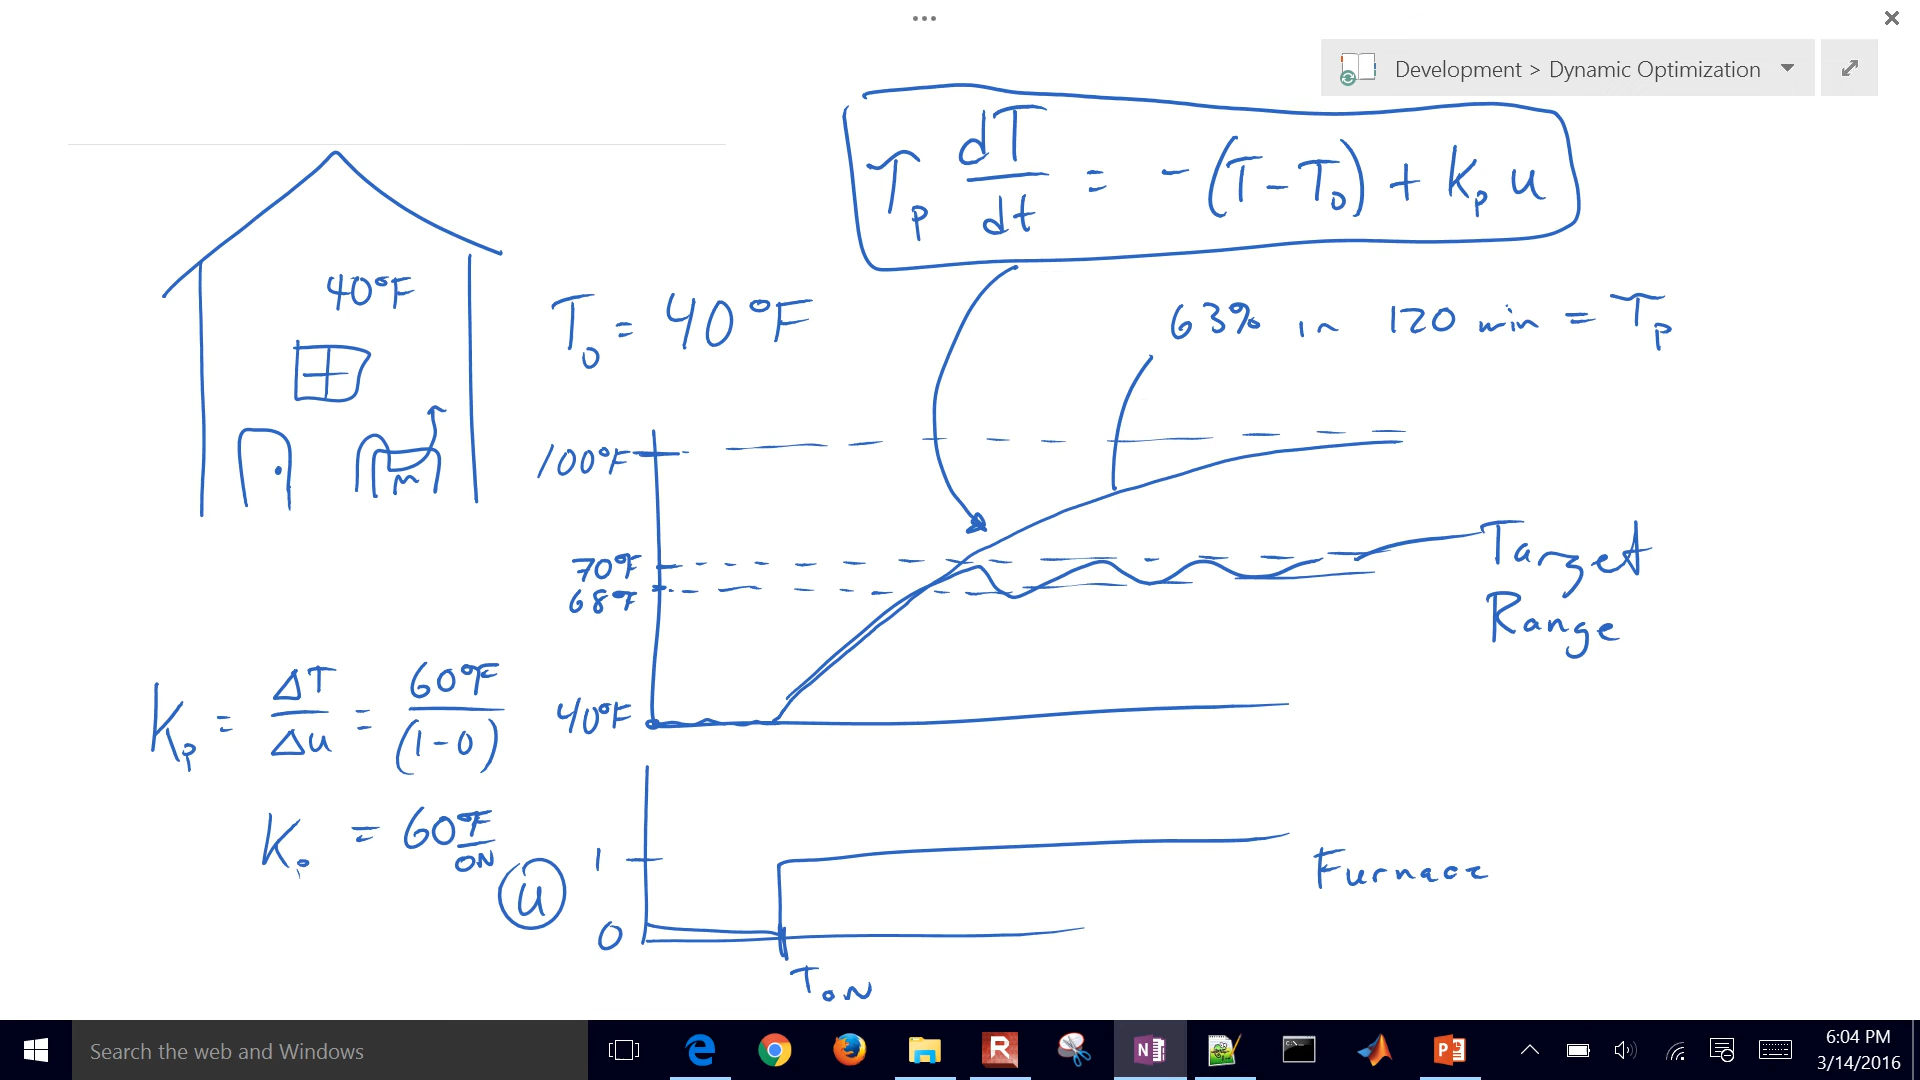 Development > Dynamic Optimization
τp dT/dt = -(T-T₀) + Kp u
40°F
T₀ = 40°F
63% in 120 min = τp
100°F
70°F
68°F
Target
Range
Kp = ΔT/Δu = 60°F/(1-0)
40°F
Kp = 60°F/ON
u
1
0
Furnace
TON
Search the web and Windows
6:04 PM
3/14/2016